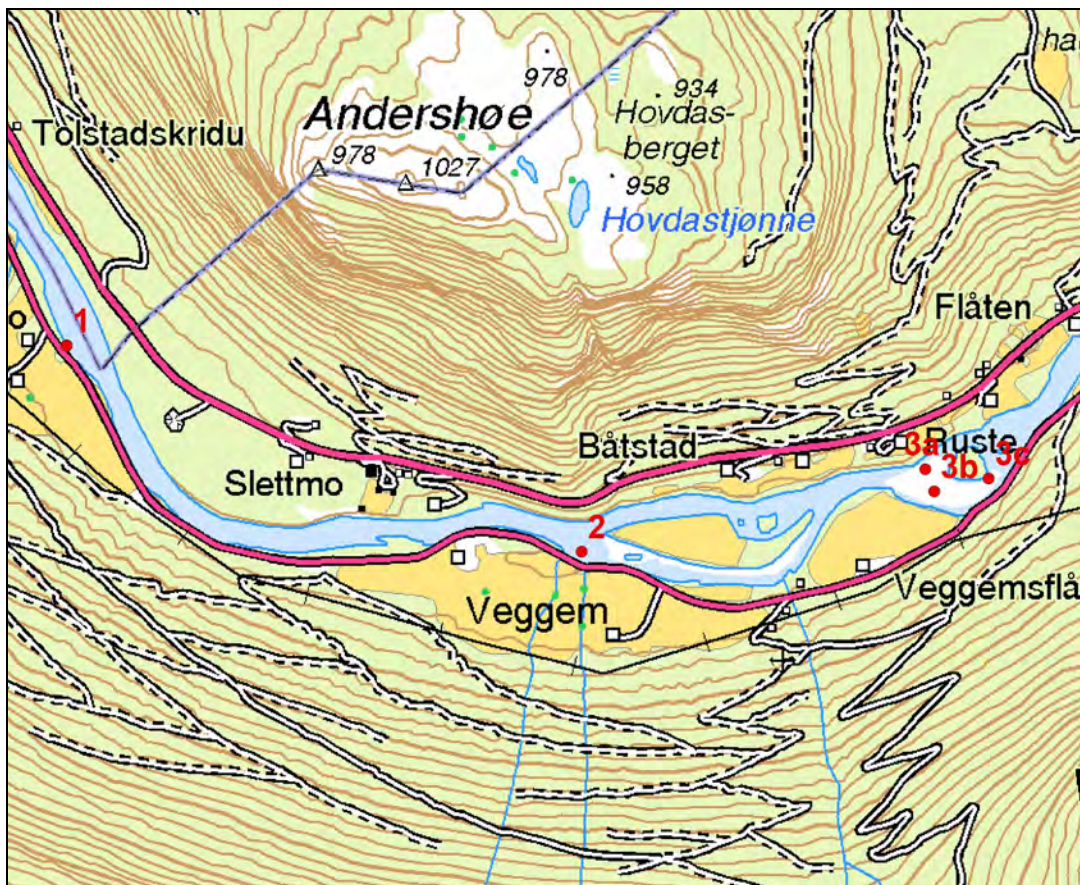 ha
978
934
Andershøe
Hovdas-
berget
Tolstadskridu
978
1027
958
Hovdastjønne
Flåten
o
1
Båtstad
Ruste
3a
3c
3b
Slettmo
2
Veggem
Veggemsflå